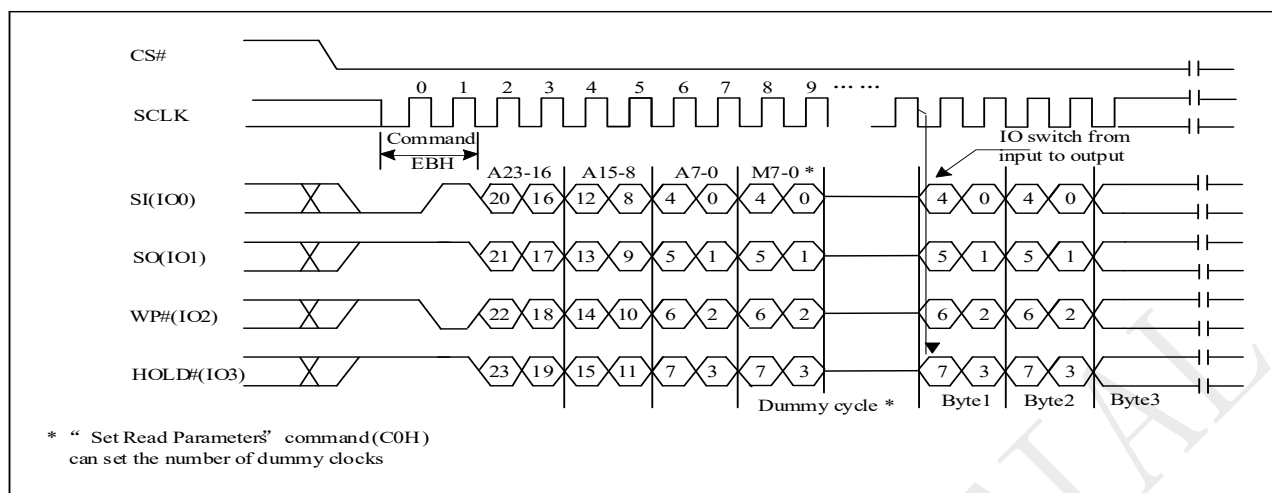 CS#
0 1 2 3 4 5 6 7 8 9 ... ...
SCLK
Command
EBH
IO switch from
input to output
A23-16 A15-8 A7-0 M7-0 *
SI(IO0) 20 16 12 8 4 0 4 0 4 0 4 0
SO(IO1) 21 17 13 9 5 1 5 1 5 1 5 1
WP#(IO2) 22 18 14 10 6 2 6 2 6 2 6 2
HOLD#(IO3) 23 19 15 11 7 3 7 3 7 3 7 3
Dummy cycle * Byte1 Byte2 Byte3
* “ Set Read Parameters” command(C0H)
can set the number of dummy clocks